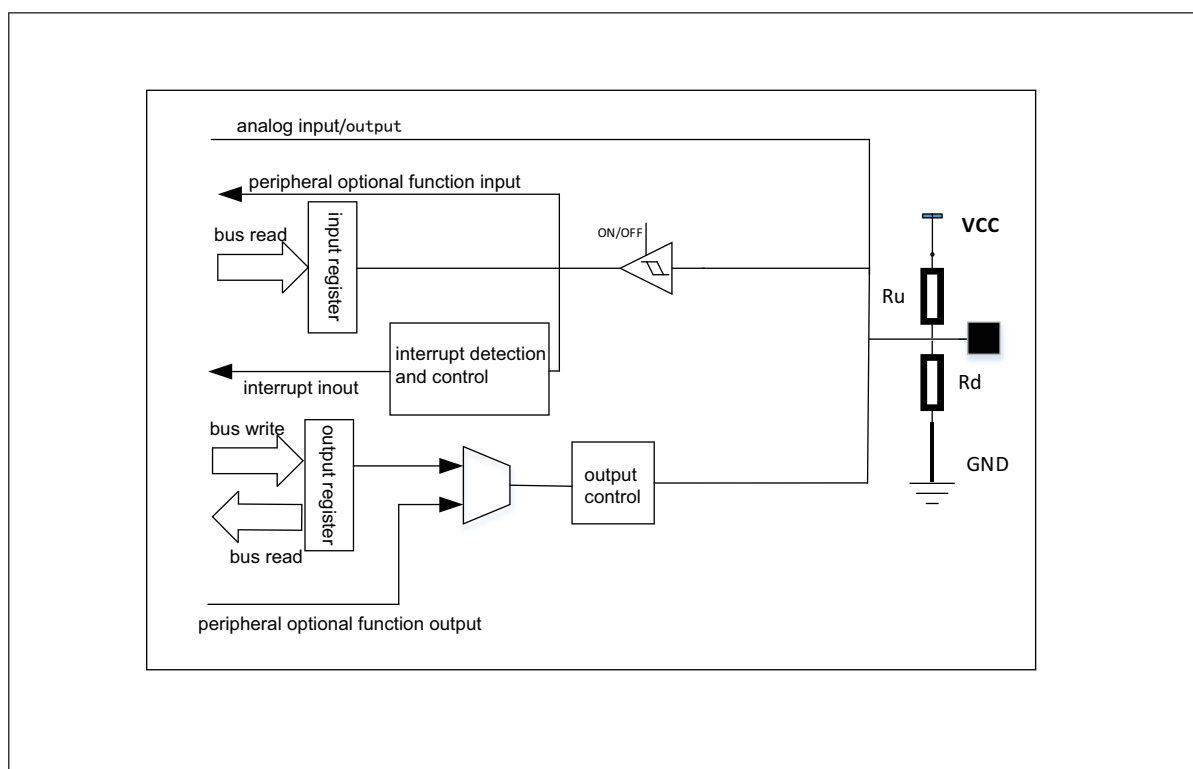 analog input/output
peripheral optional function input
bus read
input register
ON/OFF
VCC
Ru
interrupt detection
and control
interrupt inout
Rd
bus write
output register
output
control
GND
bus read
peripheral optional function output